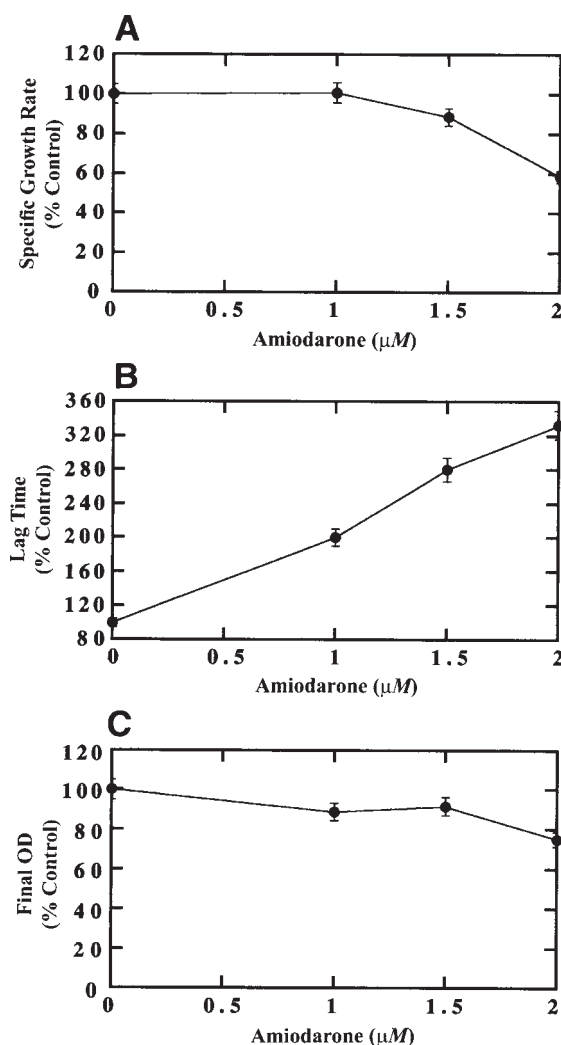 A
120
100
80
60
40
20
0
Specific Growth Rate
(% Control)
0 0.5 1 1.5 2
Amiodarone (μM)
B
360
320
280
240
200
160
120
80
Lag Time
(% Control)
0 0.5 1 1.5 2
Amiodarone (μM)
C
120
100
80
60
40
20
0
Final OD
(% Control)
0 0.5 1 1.5 2
Amiodarone (μM)